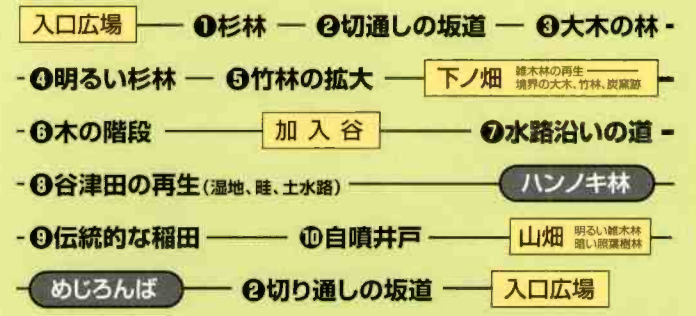 入口広場 — ❶杉林 — ❷切通しの坂道 — ❸大木の林 -
- ❹明るい杉林 — ❺竹林の拡大 — 下ノ畑 雑木林の再生 境界の大木、竹林、炭窯跡 -
- ❻木の階段 — 加入谷 — ❼水路沿いの道 -
- ❽谷津田の再生(湿地、畦、土水路) — ハンノキ林 -
- ❾伝統的な稲田 — ❿自噴井戸 — 山畑 明るい雑木林 暗い照葉樹林 -
- めじろんば — ❷切り通しの坂道 — 入口広場